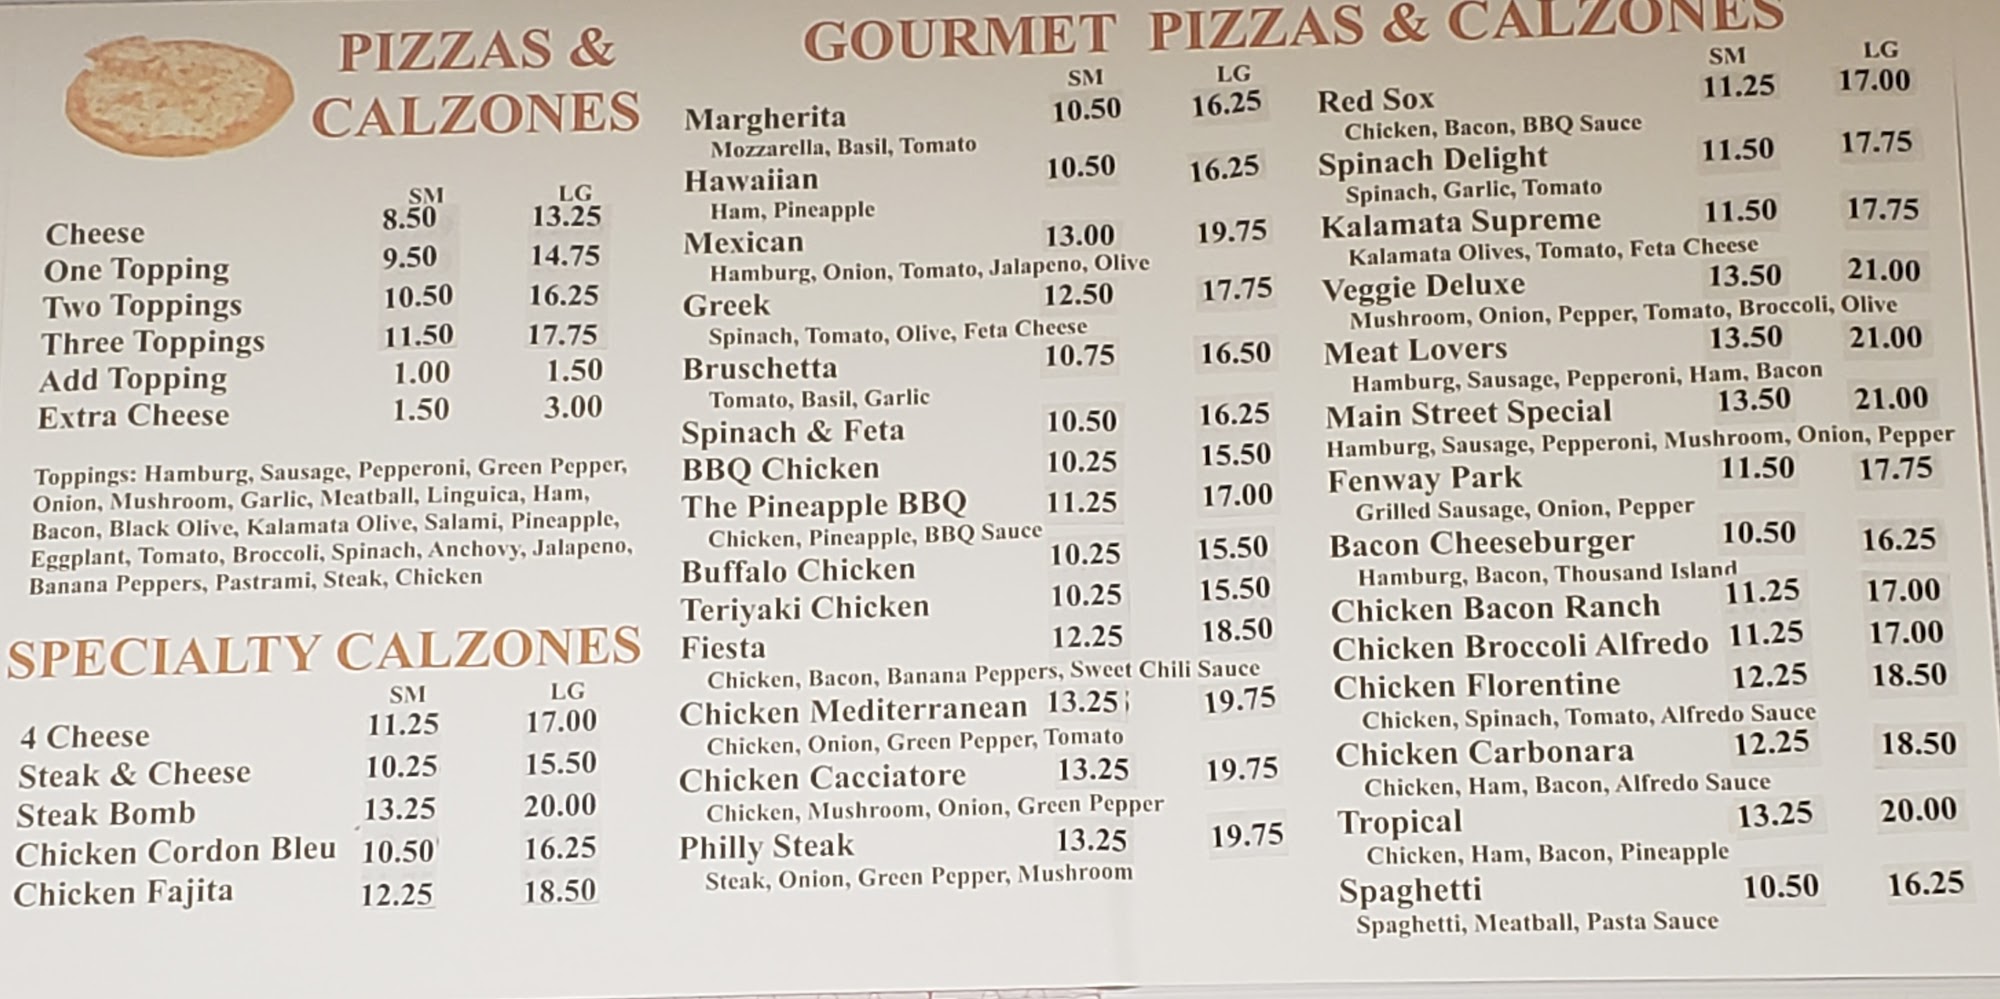 PIZZAS &
CALZONES
SM LG
Cheese 8.50 13.25
One Topping 9.50 14.75
Two Toppings 10.50 16.25
Three Toppings 11.50 17.75
Add Topping 1.00 1.50
Extra Cheese 1.50 3.00
Toppings: Hamburg, Sausage, Pepperoni, Green Pepper,
Onion, Mushroom, Garlic, Meatball, Linguica, Ham,
Bacon, Black Olive, Kalamata Olive, Salami, Pineapple,
Eggplant, Tomato, Broccoli, Spinach, Anchovy, Jalapeno,
Banana Peppers, Pastrami, Steak, Chicken
SPECIALTY CALZONES
SM LG
4 Cheese 11.25 17.00
Steak & Cheese 10.25 15.50
Steak Bomb 13.25 20.00
Chicken Cordon Bleu 10.50 16.25
Chicken Fajita 12.25 18.50
GOURMET PIZZAS & CALZONES
SM LG
Margherita 10.50 16.25
Mozzarella, Basil, Tomato
Hawaiian 10.50 16.25
Ham, Pineapple
Mexican 13.00 19.75
Hamburg, Onion, Tomato, Jalapeno, Olive
Greek 12.50 17.75
Spinach, Tomato, Olive, Feta Cheese
Bruschetta 10.75 16.50
Tomato, Basil, Garlic
Spinach & Feta 10.50 16.25
BBQ Chicken 10.25 15.50
The Pineapple BBQ 11.25 17.00
Chicken, Pineapple, BBQ Sauce
Buffalo Chicken 10.25 15.50
Teriyaki Chicken 10.25 15.50
Fiesta 12.25 18.50
Chicken, Bacon, Banana Peppers, Sweet Chili Sauce
Chicken Mediterranean 13.25 19.75
Chicken, Onion, Green Pepper, Tomato
Chicken Cacciatore 13.25 19.75
Chicken, Mushroom, Onion, Green Pepper
Philly Steak 13.25 19.75
Steak, Onion, Green Pepper, Mushroom
SM LG
Red Sox 11.25 17.00
Chicken, Bacon, BBQ Sauce
Spinach Delight 11.50 17.75
Spinach, Garlic, Tomato
Kalamata Supreme 11.50 17.75
Kalamata Olives, Tomato, Feta Cheese
Veggie Deluxe 13.50 21.00
Mushroom, Onion, Pepper, Tomato, Broccoli, Olive
Meat Lovers 13.50 21.00
Hamburg, Sausage, Pepperoni, Ham, Bacon
Main Street Special 13.50 21.00
Hamburg, Sausage, Pepperoni, Mushroom, Onion, Pepper
Fenway Park 11.50 17.75
Grilled Sausage, Onion, Pepper
Bacon Cheeseburger 10.50 16.25
Hamburg, Bacon, Thousand Island
Chicken Bacon Ranch 11.25 17.00
Chicken Broccoli Alfredo 11.25 17.00
Chicken Florentine 12.25 18.50
Chicken, Spinach, Tomato, Alfredo Sauce
Chicken Carbonara 12.25 18.50
Chicken, Ham, Bacon, Alfredo Sauce
Tropical 13.25 20.00
Chicken, Ham, Bacon, Pineapple
Spaghetti 10.50 16.25
Spaghetti, Meatball, Pasta Sauce